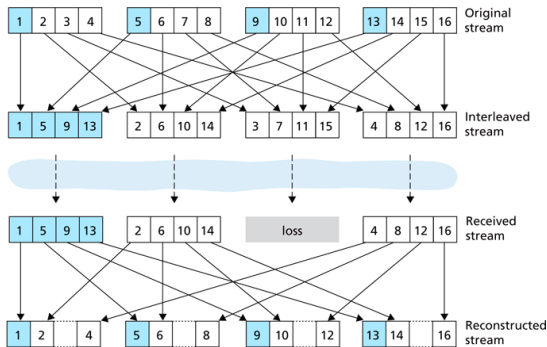 1 2 3 4 5 6 7 8 9 10 11 12 13 14 15 16 Original stream
1 5 9 13 2 6 10 14 3 7 11 15 4 8 12 16 Interleaved stream
1 5 9 13 2 6 10 14 loss 4 8 12 16 Received stream
1 2 4 5 6 8 9 10 12 13 14 16 Reconstructed stream